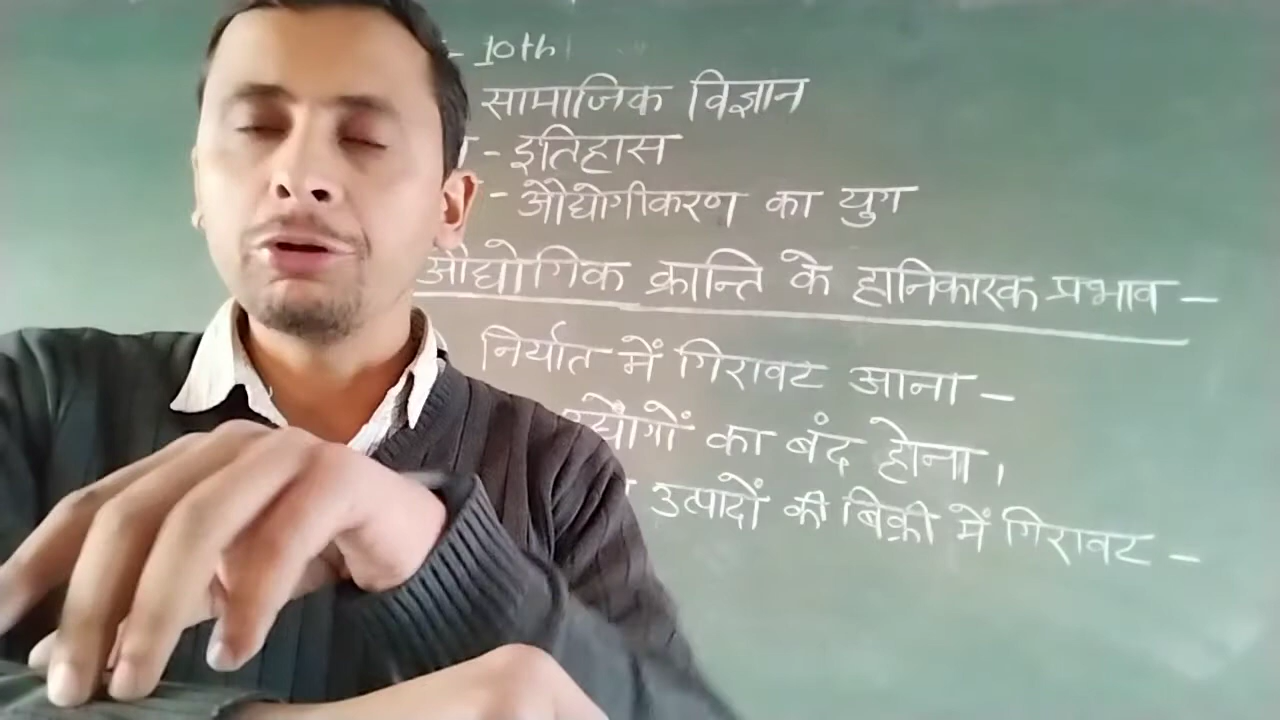 - 10th
सामाजिक विज्ञान
- इतिहास
- औद्योगीकरण का युग
औद्योगिक क्रान्ति के हानिकारक प्रभाव -
निर्यात में गिरावट आना -
का बंद होना।
उत्पादों की बिक्री में गिरावट -